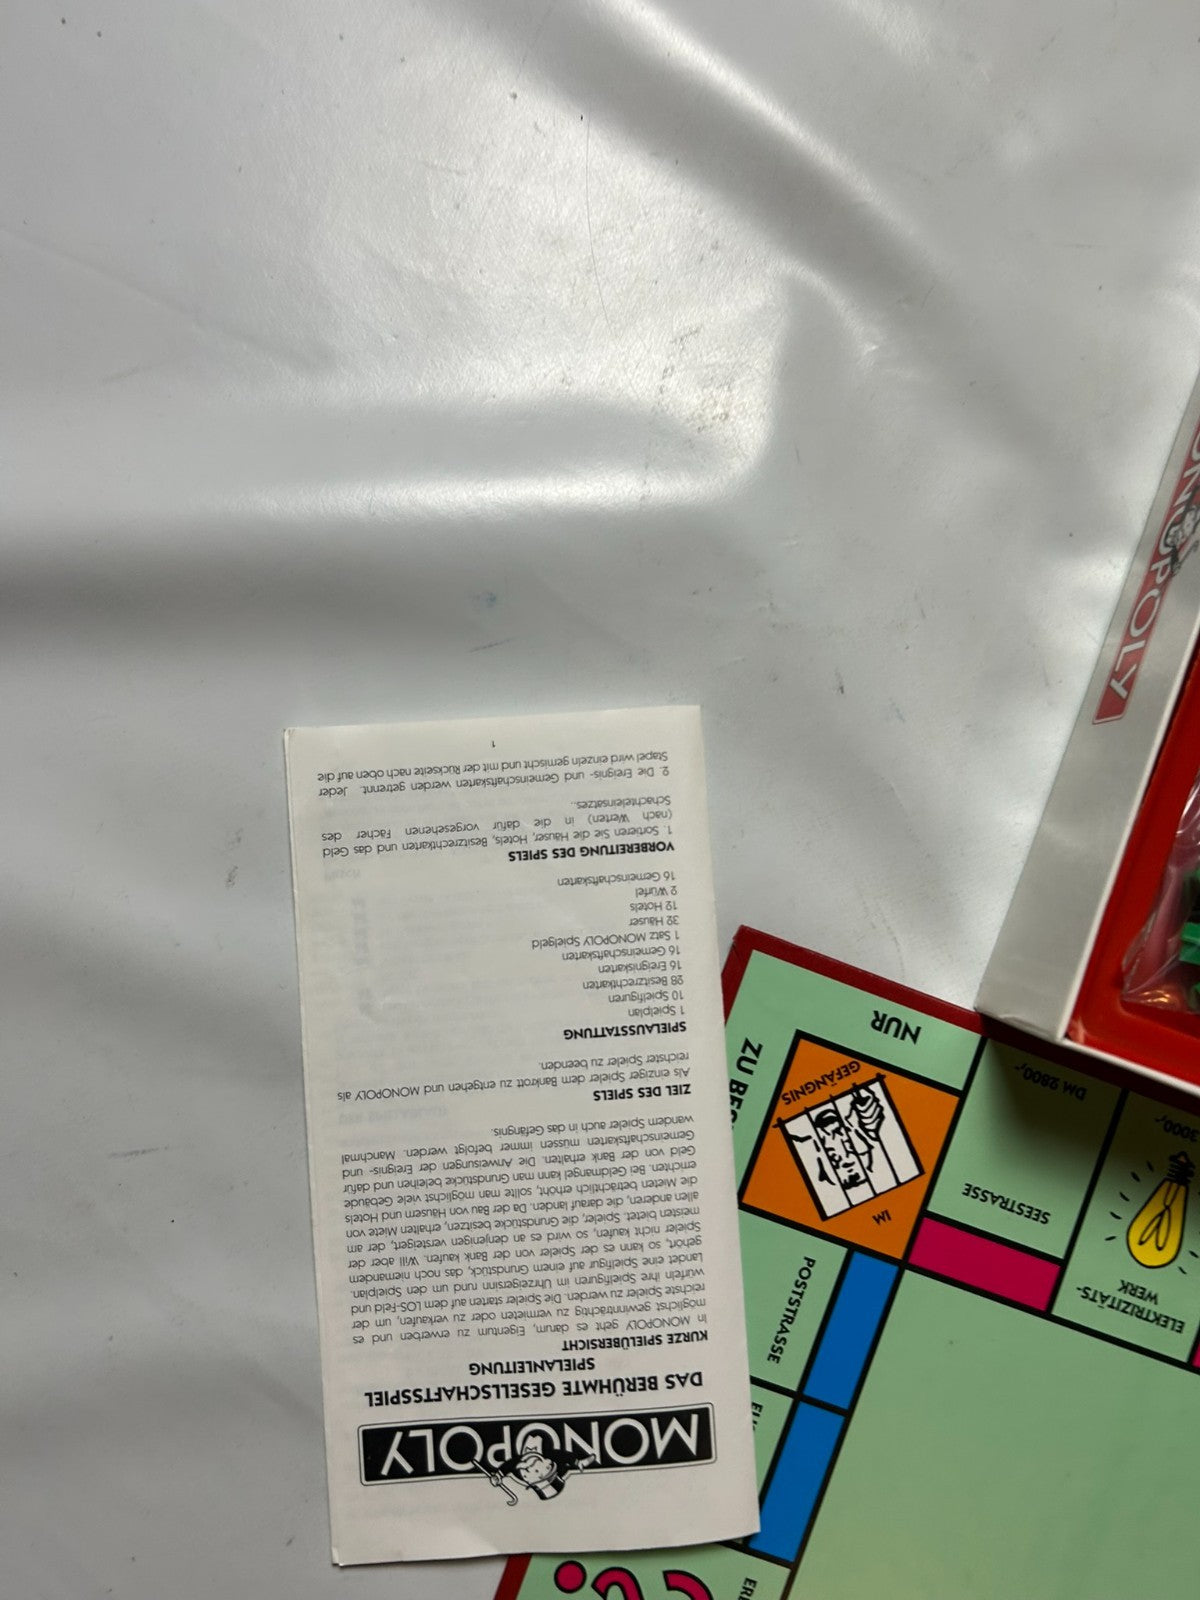 MONOPOLY
DAS BERÜHMTE GESELLSCHAFTSSPIEL
SPIELANLEITUNG
KURZE SPIELÜBERSICHT
In MONOPOLY geht es darum, Eigentum zu erwerben und es
möglichst gewinnträchtig zu vermieten oder zu verkaufen, um der
reichste Spieler zu werden. Die Spieler starten auf dem LOS-Feld und
würfeln ihre Spielfiguren im Uhrzeigersinn rund um den Spielplan.
Landet eine Spielfigur auf einem Grundstück, das noch niemandem
gehört, so kann es der Spieler von der Bank kaufen. Will aber der
Spieler nicht kaufen, so wird es an denjenigen versteigert, der am
meisten bietet. Spieler, die Grundstücke besitzen, erhalten Miete von
allen anderen, die darauf landen. Da der Bau von Häusern und Hotels
die Mieten beträchtlich erhöht, sollte man möglichst viele Gebäude
errichten. Bei Geldmangel kann man Grundstücke beleihen und dafür
Geld von der Bank erhalten. Die Anweisungen der Ereignis- und
Gemeinschaftskarten müssen immer befolgt werden. Manchmal
wandern Spieler auch in das Gefängnis.
ZIEL DES SPIELS
Als einziger Spieler dem Bankrott zu entgehen und MONOPOLY als
reichster Spieler zu beenden.
SPIELAUSSTATTUNG
1 Spielplan
10 Spielfiguren
28 Besitzrechtkarten
16 Ereigniskarten
16 Gemeinschaftskarten
1 Satz MONOPOLY Spielgeld
32 Häuser
12 Hotels
2 Würfel
16 Gemeinschaftskarten
VORBEREITUNG DES SPIELS
1. Sortieren Sie die Häuser, Hotels, Besitzrechtkarten und das Geld
(nach Werten) in die dafür vorgesehenen Fächer des
Schachteleinsatzes..
2. Die Ereignis- und Gemeinschaftskarten werden getrennt. Jeder
Stapel wird einzeln gemischt und mit der Rückseite nach oben auf die
1
NUR
ZU
IM
GEFÄNGNIS
SEESTRASSE
DM 2800,-
ELEKTRIZITÄTS-
WERK
3000,-
POSTSTRASSE
MONOPOLY